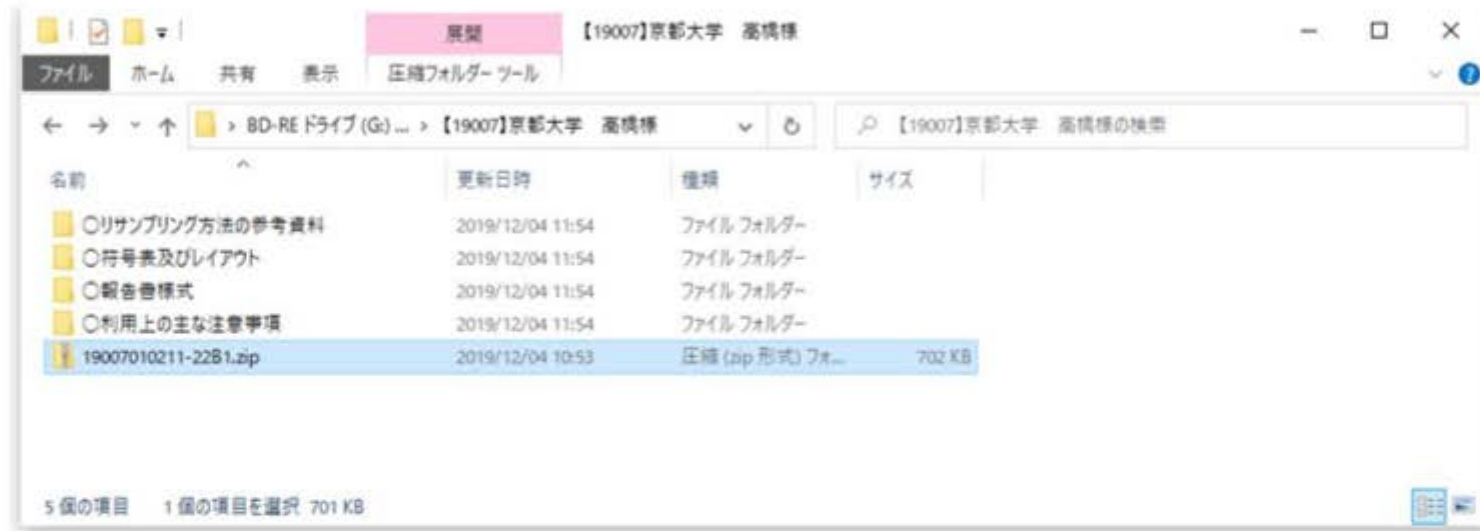 展開 【19007】京都大学　高橋様
ファイル ホーム 共有 表示 圧縮フォルダー ツール
> BD-RE ドライブ (G:) ... > 【19007】京都大学　高橋様 【19007】京都大学　高橋様の検索
名前 更新日時 種類 サイズ
〇リサンプリング方法の参考資料 2019/12/04 11:54 ファイル フォルダー
〇符号表及びレイアウト 2019/12/04 11:54 ファイル フォルダー
〇報告書様式 2019/12/04 11:54 ファイル フォルダー
〇利用上の主な注意事項 2019/12/04 11:54 ファイル フォルダー
19007010211-22B1.zip 2019/12/04 10:53 圧縮 (zip 形式) フォ... 702 KB
5 個の項目 1 個の項目を選択 701 KB